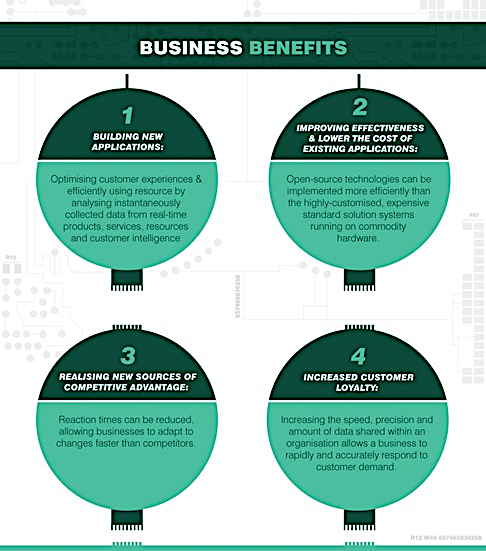 BUSINESS BENEFITS
1
BUILDING NEW
APPLICATIONS:
Optimising customer experiences &
efficiently using resource by
analysing instantaneously
collected data from real-time
products, services, resources
and customer intelligence
2
IMPROVING EFFECTIVENESS
& LOWER THE COST OF
EXISTING APPLICATIONS:
Open-source technologies can be
implemented more efficiently than
the highly-customised, expensive
standard solution systems
running on commodity
hardware.
R12
F67
657465836258
3
REALISING NEW SOURCES OF
COMPETITIVE ADVANTAGE:
Reaction times can be reduced,
allowing businesses to adapt to
changes faster than competitors.
4
INCREASED CUSTOMER
LOYALTY:
Increasing the speed, precision and
amount of data shared within an
organisation allows a business to
rapidly and accurately respond to
customer demand.
R12 W46 657465836258